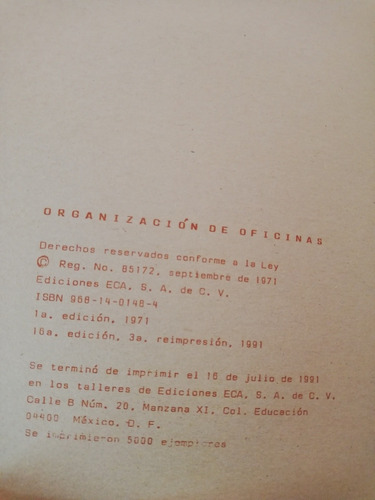 ORGANIZACIÓN DE OFICINAS
Derechos reservados conforme a la Ley
© Reg. No. 85172, septiembre de 1971
Ediciones ECA, S. A. de C. V.
ISBN 968-14-0148-4
1a. edición, 1971
16a. edición, 3a. reimpresión, 1991
Se terminó de imprimir el 16 de julio de 1991
en los talleres de Ediciones ECA, S. A. de C. V.
Calle B Núm. 20, Manzana XI, Col. Educación
04400 México, D. F.
Se imprimieron 5000 ejemplares